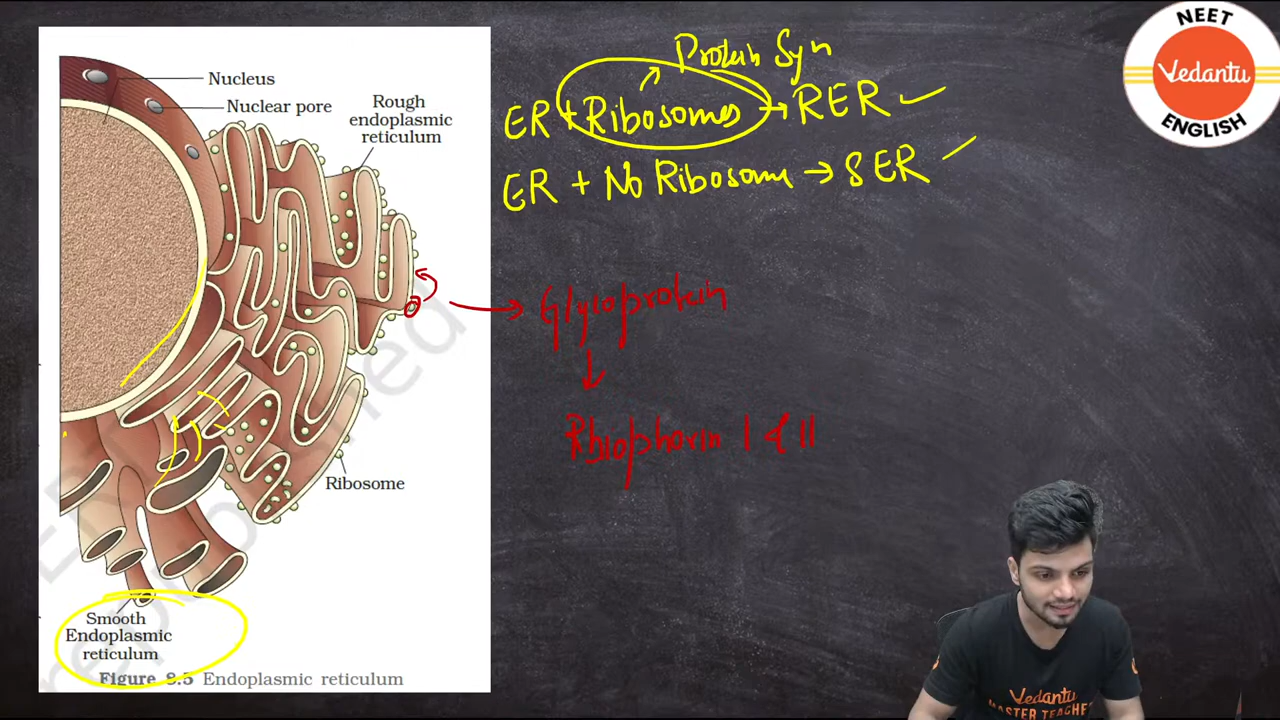 Nucleus
Nuclear pore
Rough
endoplasmic
reticulum
Ribosome
Smooth
Endoplasmic
reticulum
Figure 8.5 Endoplasmic reticulum
Protein Syn
ER + Ribosomes → RER ✓
ER + No Ribosome → SER
Glycoprotein
↓
Rbiophorin I & II
NEET
Vedantu
ENGLISH
Vedantu
MASTER TEACHER